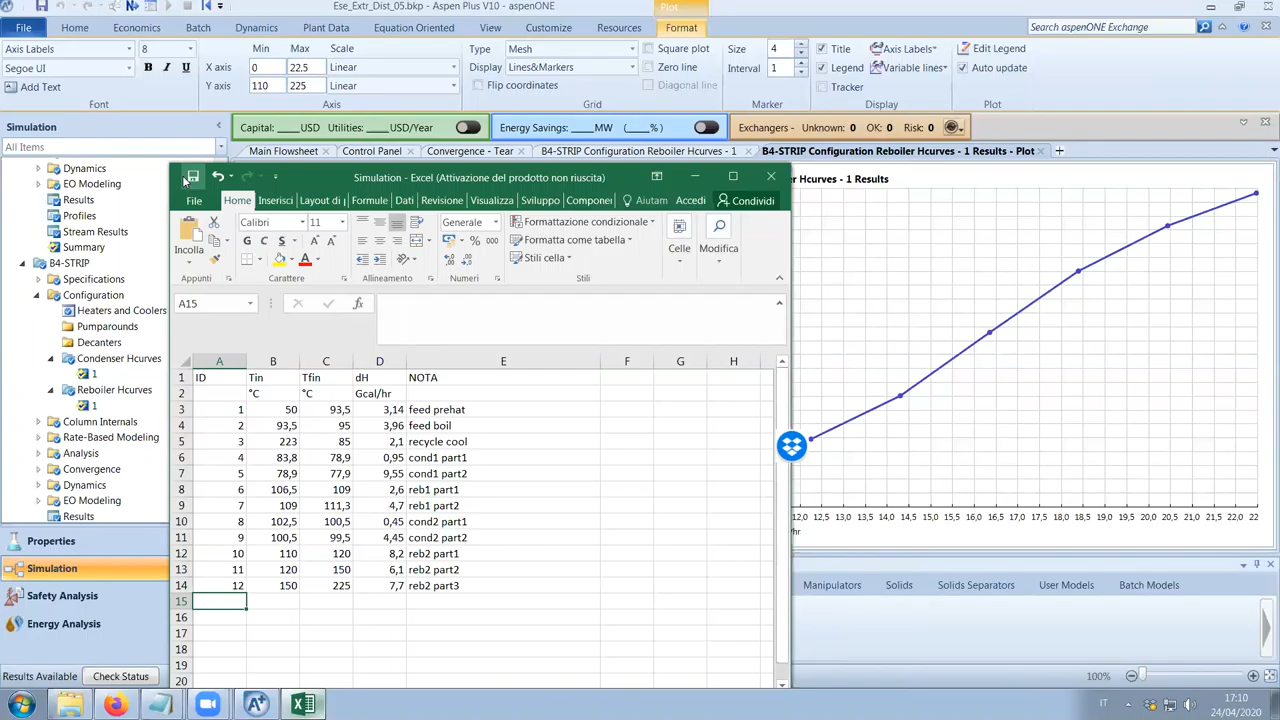 Ese_Extr_Dist_05.bkp - Aspen Plus V10 - aspenONE
Plot
File Home Economics Batch Dynamics Plant Data Equation Oriented View Customize Resources Format
Search aspenONE Exchange
Axis Labels 8 Min Max Scale Type Mesh Square plot Size 4 Title Axis Labels Edit Legend
Segoe UI B I U X axis 0 22,5 Linear Display Lines&Markers Zero line Interval 1 Legend Variable lines Auto update
Add Text Y axis 110 225 Linear Flip coordinates Diagonal line Tracker
Font Axis Grid Marker Display Plot
Simulation
Capital: ____USD Utilities: ____USD/Year
Energy Savings: ____MW (____%)
Exchangers - Unknown: 0 OK: 0 Risk: 0
All Items
Main Flowsheet Control Panel Convergence - Tear B4-STRIP Configuration Reboiler Hcurves - 1 B4-STRIP Configuration Reboiler Hcurves - 1 Results - Plot
Dynamics
EO Modeling
Results
Profiles
Stream Results
Summary
B4-STRIP
Specifications
Configuration
Heaters and Coolers
Pumparounds
Decanters
Condenser Hcurves
1
Reboiler Hcurves
1
Column Internals
Rate-Based Modeling
Analysis
Convergence
Dynamics
EO Modeling
Results
Properties
Simulation
Safety Analysis
Energy Analysis
Results Available Check Status
Simulation - Excel (Attivazione del prodotto non riuscita)
File Home Inserisci Layout di Formule Dati Revisione Visualizza Sviluppo Componer Aiutam Accedi Condividi
Incolla
Calibri 11
G C S
Generale
Formattazione condizionale
Formatta come tabella
Stili cella
Celle
Modifica
Appunti Carattere Allineamento Numeri Stili
A15 fx
A B C D E F G H
1 ID Tin Tfin dH NOTA
2 °C °C Gcal/hr
3 1 50 93,5 3,14 feed prehat
4 2 93,5 95 3,96 feed boil
5 3 223 85 2,1 recycle cool
6 4 83,8 78,9 0,95 cond1 part1
7 5 78,9 77,9 9,55 cond1 part2
8 6 106,5 109 2,6 reb1 part1
9 7 109 111,3 4,7 reb1 part2
10 8 102,5 100,5 0,45 cond2 part1
11 9 100,5 99,5 4,45 cond2 part2
12 10 110 120 8,2 reb2 part1
13 11 120 150 6,1 reb2 part2
14 12 150 225 7,7 reb2 part3
15
16
17
18
19
20
er Hcurves - 1 Results
12,0 12,5 13,0 13,5 14,0 14,5 15,0 15,5 16,0 16,5 17,0 17,5 18,0 18,5 19,0 19,5 20,0 20,5 21,0 21,5 22,0 22
/hr
Manipulators Solids Solids Separators User Models Batch Models
100%
IT
17:10
24/04/2020